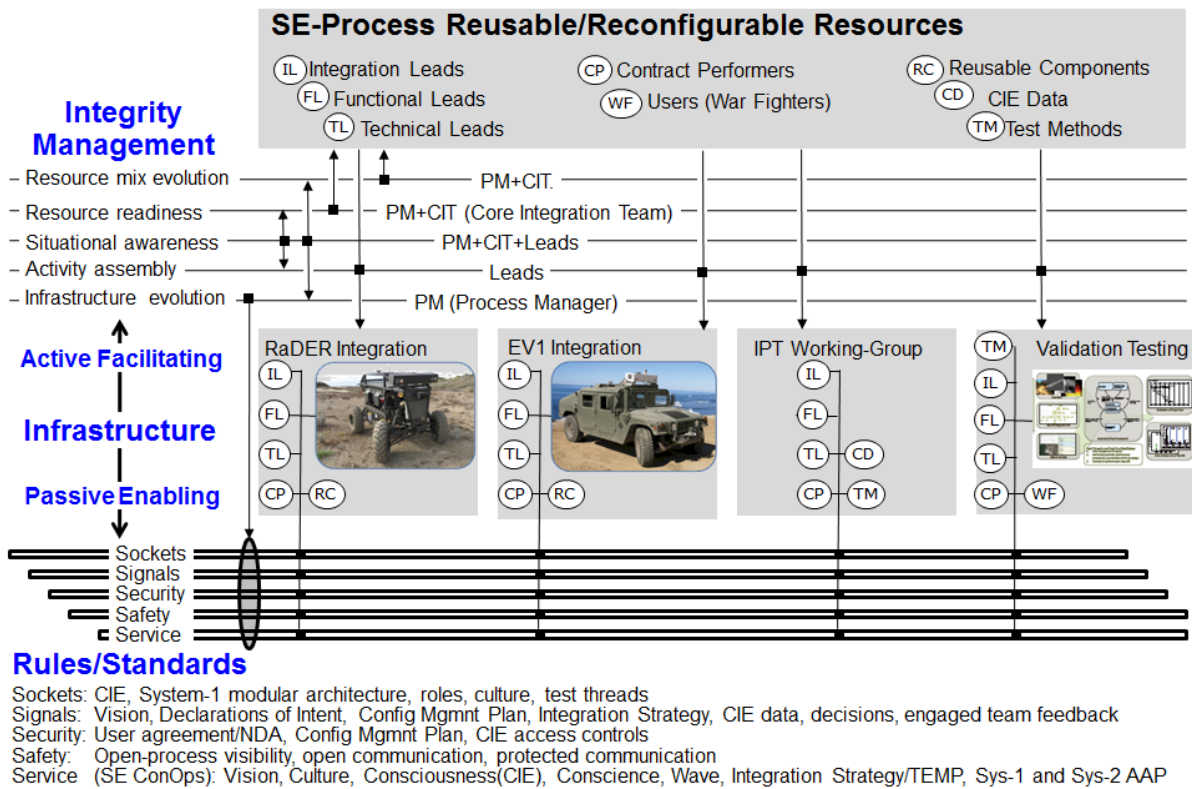 SE-Process Reusable/Reconfigurable Resources
IL Integration Leads
FL Functional Leads
TL Technical Leads
CP Contract Performers
WF Users (War Fighters)
RC Reusable Components
CD CIE Data
TM Test Methods
Integrity
Management
Resource mix evolution PM+CIT.
Resource readiness PM+CIT (Core Integration Team)
Situational awareness PM+CIT+Leads
Activity assembly Leads
Infrastructure evolution PM (Process Manager)
Active Facilitating
Infrastructure
Passive Enabling
RaDER Integration
IL
FL
TL
CP RC
EV1 Integration
IL
FL
TL
CP RC
IPT Working-Group
IL
FL
TL CD
CP TM
Validation Testing
TM
IL
FL
TL
CP WF
Sockets
Signals
Security
Safety
Service
Rules/Standards
Sockets: CIE, System-1 modular architecture, roles, culture, test threads
Signals: Vision, Declarations of Intent, Config Mgmnt Plan, Integration Strategy, CIE data, decisions, engaged team feedback
Security: User agreement/NDA, Config Mgmnt Plan, CIE access controls
Safety: Open-process visibility, open communication, protected communication
Service (SE ConOps): Vision, Culture, Consciousness(CIE), Conscience, Wave, Integration Strategy/TEMP, Sys-1 and Sys-2 AAP